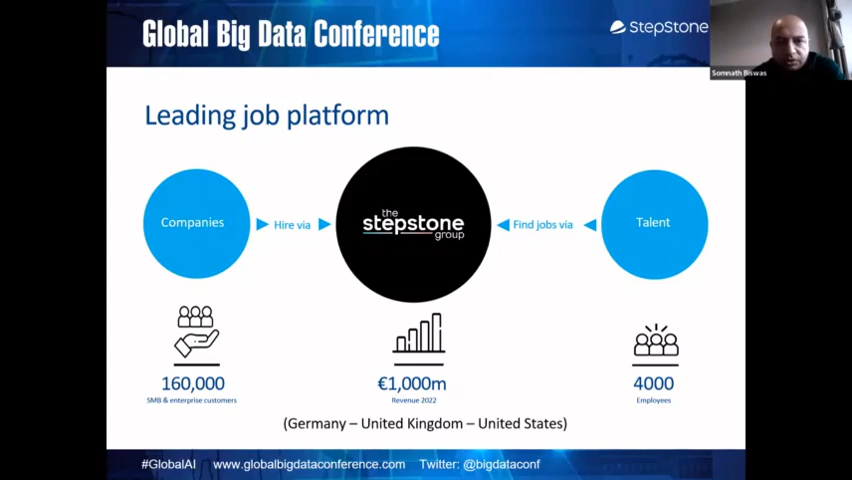 Global Big Data Conference
StepStone
Somnath Biswas
Leading job platform
Companies
Hire via
the
stepstone
group
Find jobs via
Talent
160,000
SMB & enterprise customers
€1,000m
Revenue 2022
4000
Employees
(Germany – United Kingdom – United States)
#GlobalAI www.globalbigdataconference.com Twitter: @bigdataconf